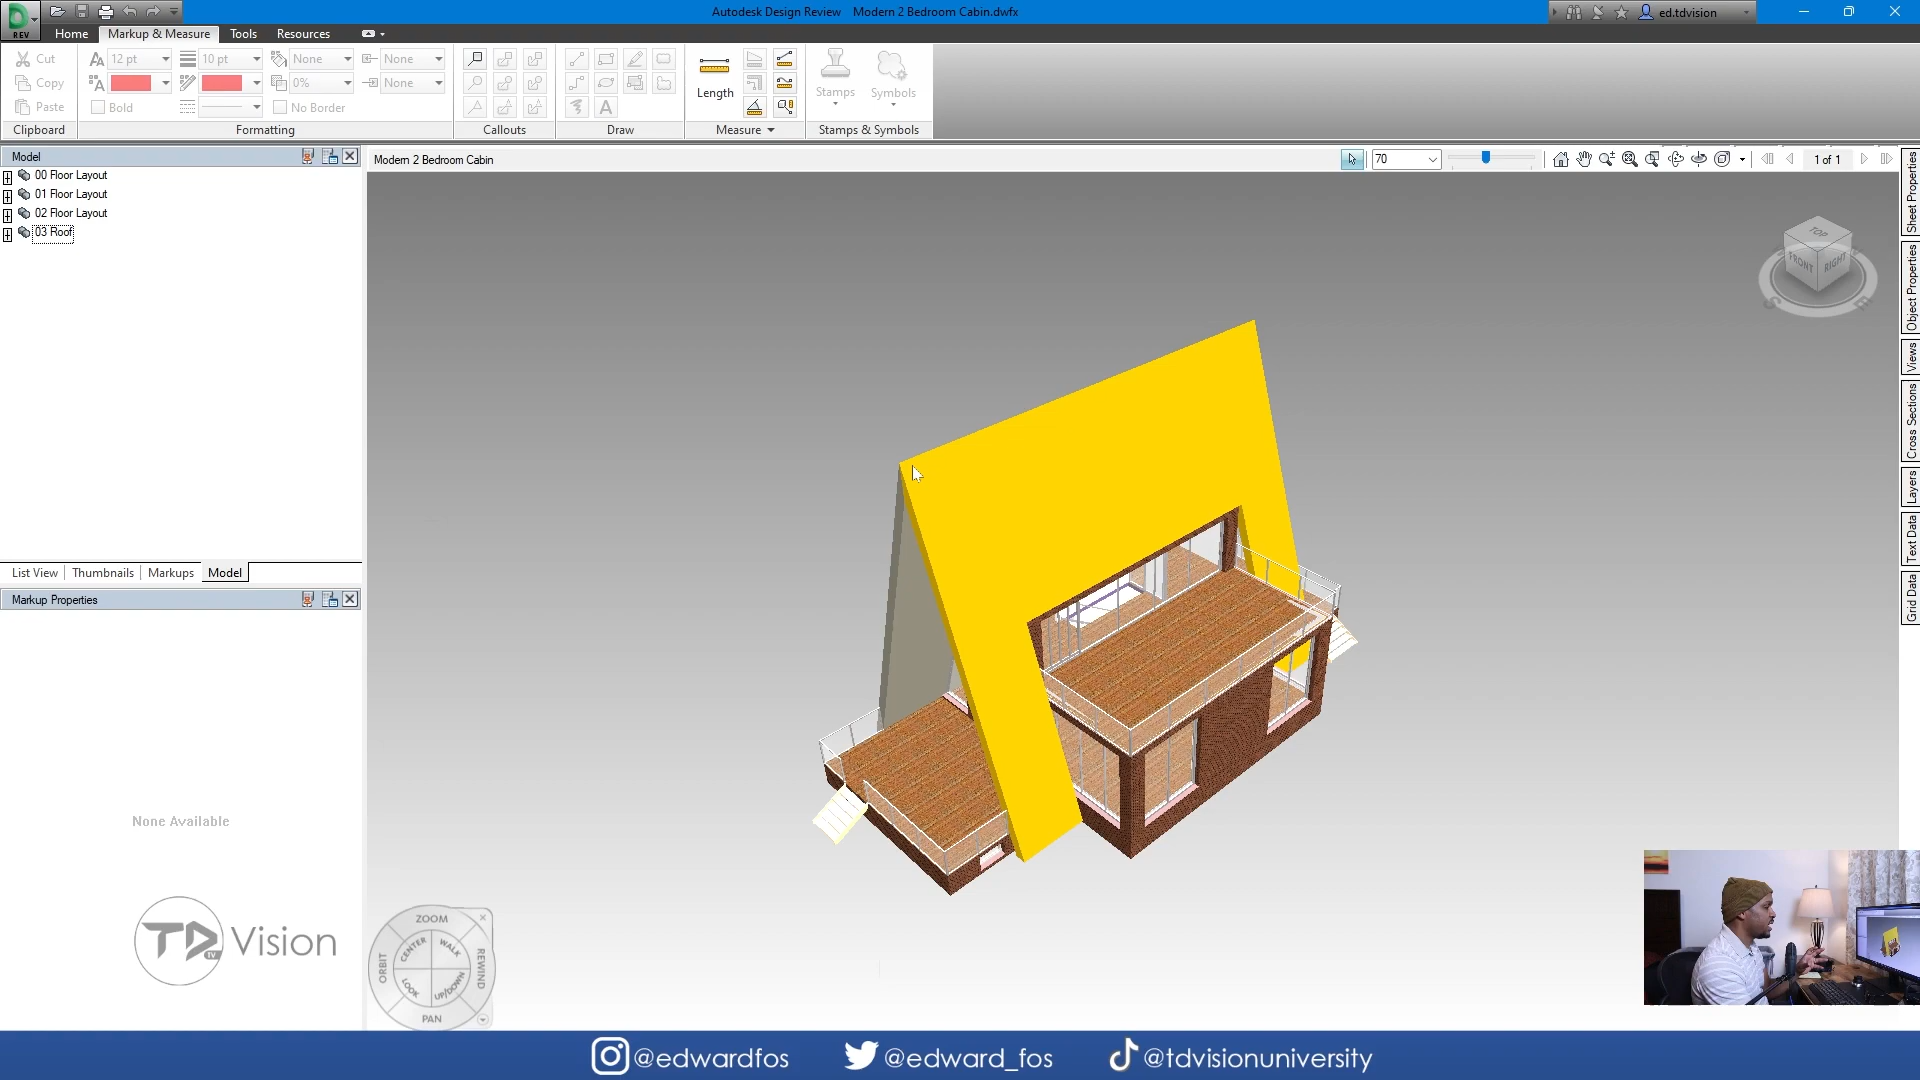 REV
Autodesk Design Review Modern 2 Bedroom Cabin.dwfx
ed.tdvision
Home Markup & Measure Tools Resources
Cut
Copy
Paste
Clipboard
12 pt
10 pt
None
None
0%
None
Bold
No Border
Formatting
Callouts
Draw
Length
Measure
Stamps
Symbols
Stamps & Symbols
Model
00 Floor Layout
01 Floor Layout
02 Floor Layout
03 Roof
List View Thumbnails Markups Model
Markup Properties
None Available
TD Vision
tv
Modern 2 Bedroom Cabin
70
1 of 1
TOP
FRONT
RIGHT
S
E
Sheet Properties
Object Properties
Views
Cross Sections
Layers
Text Data
Grid Data
ZOOM
ORBIT
CENTER
WALK
REWIND
LOOK
UP/DOWN
PAN
@edwardfos @edward_fos @tdvisionuniversity